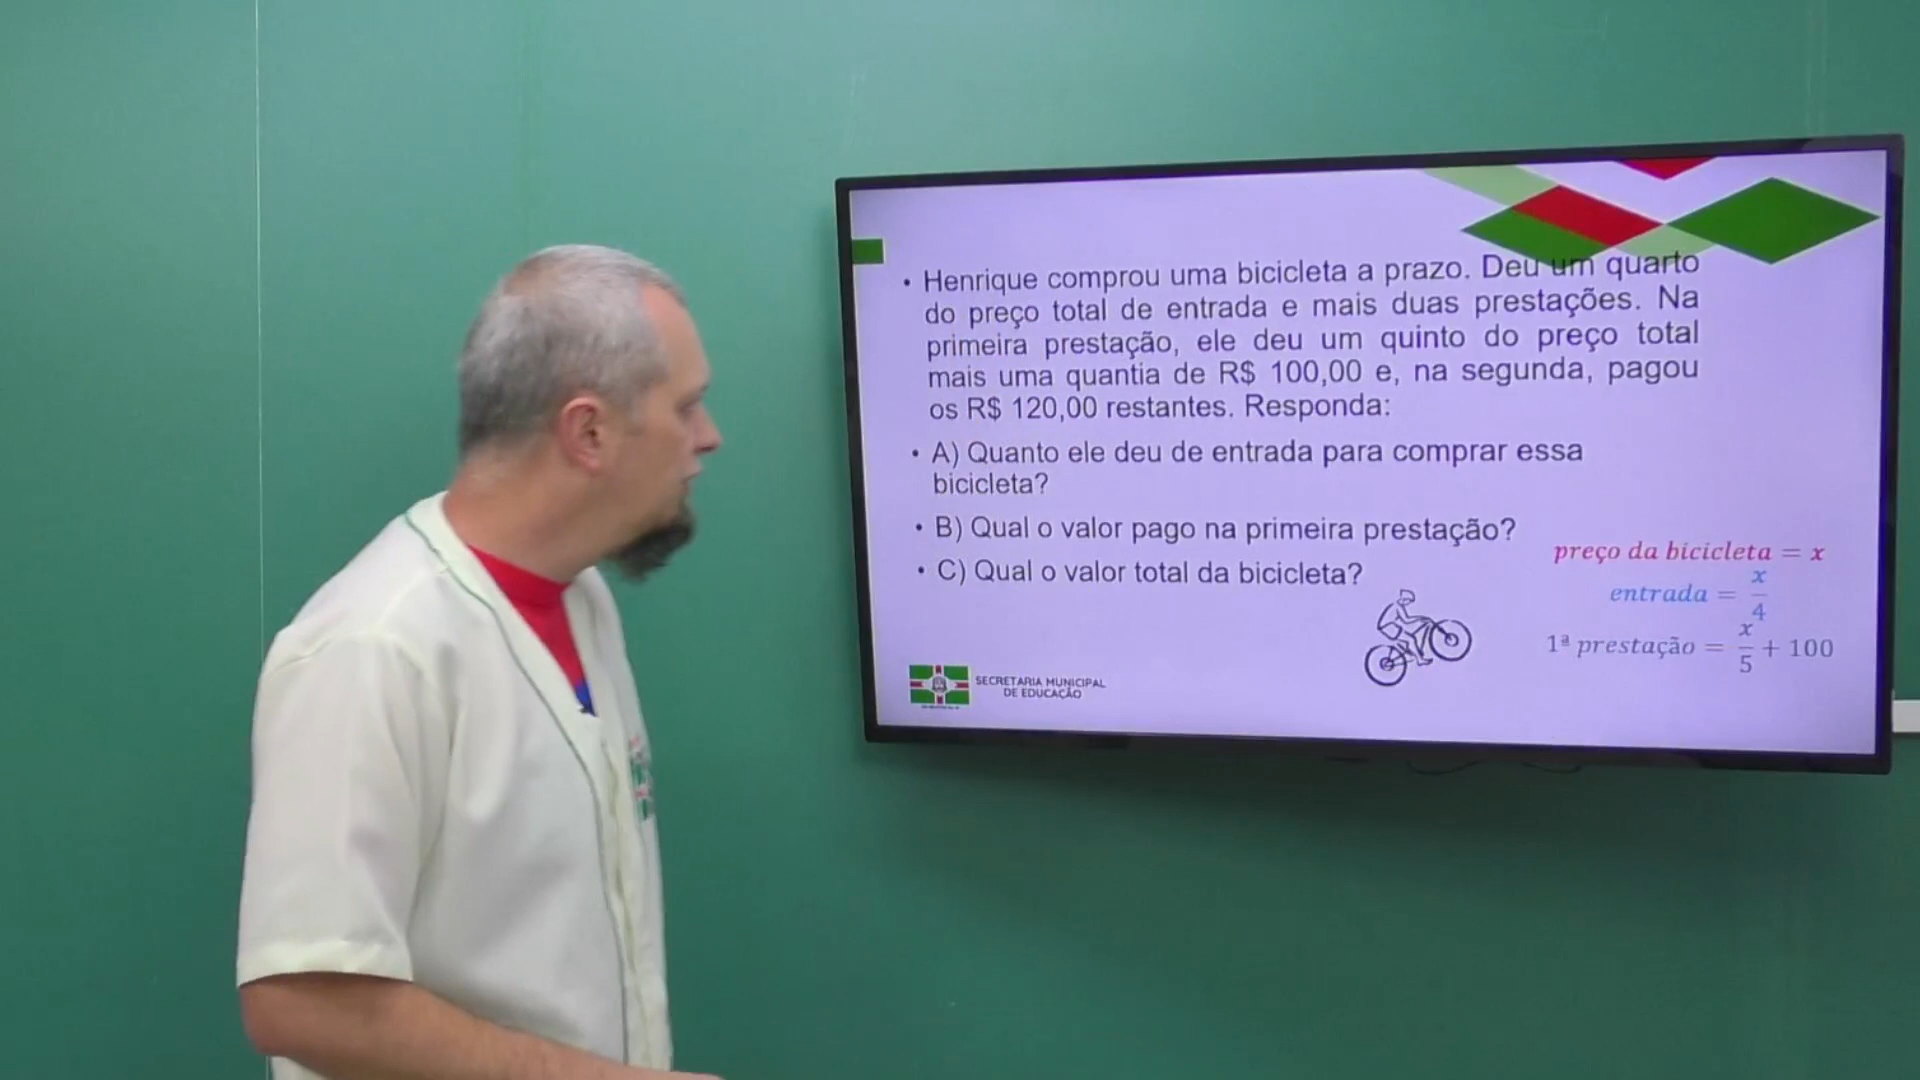 • Henrique comprou uma bicicleta a prazo. Deu um quarto
do preço total de entrada e mais duas prestações. Na
primeira prestação, ele deu um quinto do preço total
mais uma quantia de R$ 100,00 e, na segunda, pagou
os R$ 120,00 restantes. Responda:
• A) Quanto ele deu de entrada para comprar essa
bicicleta?
• B) Qual o valor pago na primeira prestação?
• C) Qual o valor total da bicicleta?
preço da bicicleta = x
entrada = x/4
1ª prestação = x/5 + 100
SECRETARIA MUNICIPAL
DE EDUCAÇÃO